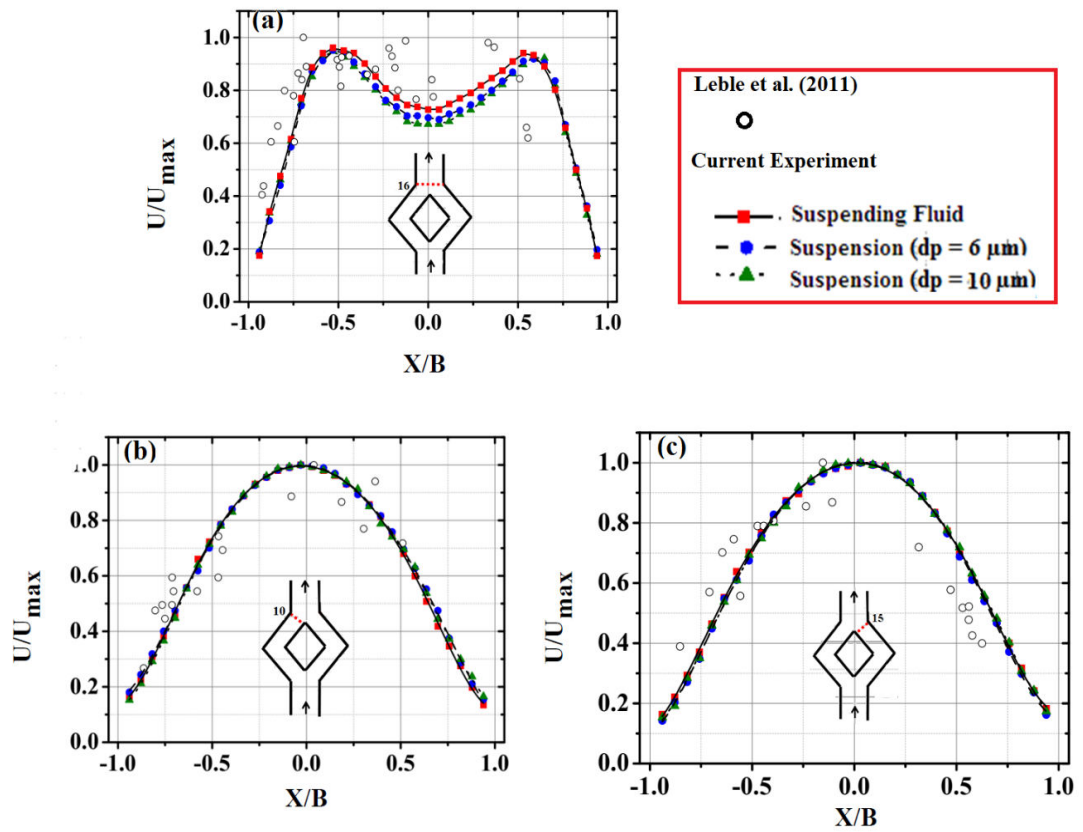 (a)
1.0
0.8
0.6
0.4
0.2
0.0
U/U max
16
-1.0 -0.5 0.0 0.5 1.0
X/B
Leble et al. (2011)
Current Experiment
Suspending Fluid
Suspension (dp = 6 µm)
Suspension (dp = 10 µm)
(b)
1.0
0.8
0.6
0.4
0.2
0.0
U/U max
10
-1.0 -0.5 0.0 0.5 1.0
X/B
(c)
1.0
0.8
0.6
0.4
0.2
0.0
U/U max
15
-1.0 -0.5 0.0 0.5 1.0
X/B